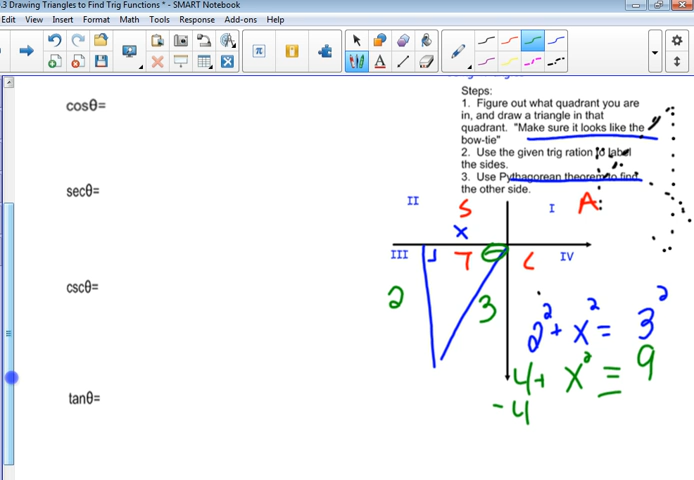 .3 Drawing Triangles to Find Trig Functions * - SMART Notebook
Edit View Insert Format Math Tools Response Add-ons Help
π
A
cosθ=
secθ=
cscθ=
tanθ=
Steps:
1. Figure out what quadrant you are
in, and draw a triangle in that
quadrant. "Make sure it looks like the
bow-tie"
2. Use the given trig ration to label
the sides.
3. Use Pythagorean theorem to find
the other side.
II S I A
x
III T C IV
2 3
2² + x² = 3²
4 + x² = 9
-4